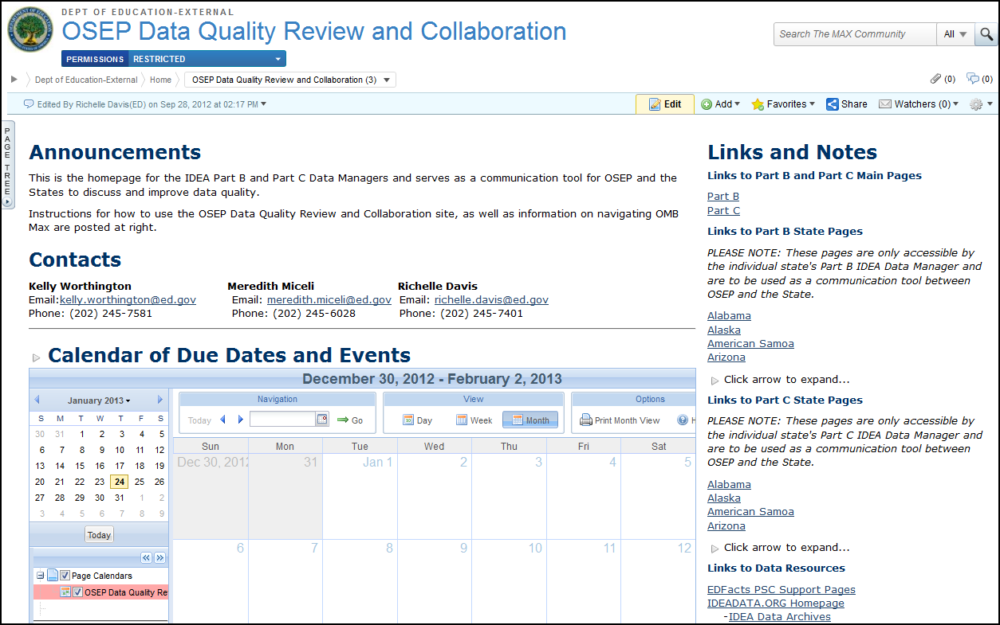 DEPT OF EDUCATION-EXTERNAL
OSEP Data Quality Review and Collaboration
Search The MAX Community
All
PERMISSIONS RESTRICTED
Dept of Education-External
Home
OSEP Data Quality Review and Collaboration (3)
(0)
(0)
Edited By Richelle Davis(ED) on Sep 28, 2012 at 02:17 PM
Edit
Add
Favorites
Share
Watchers (0)
PAGE TREE
Announcements
This is the homepage for the IDEA Part B and Part C Data Managers and serves as a communication tool for OSEP and the
States to discuss and improve data quality.
Instructions for how to use the OSEP Data Quality Review and Collaboration site, as well as information on navigating OMB
Max are posted at right.
Contacts
Kelly Worthington
Email:kelly.worthington@ed.gov
Phone: (202) 245-7581
Meredith Miceli
Email: meredith.miceli@ed.gov
Phone: (202) 245-6028
Richelle Davis
Email: richelle.davis@ed.gov
Phone: (202) 245-7401
Calendar of Due Dates and Events
December 30, 2012 - February 2, 2013
January 2013
S M T W T F S
30 31 1 2 3 4 5
6 7 8 9 10 11 12
13 14 15 16 17 18 19
20 21 22 23 24 25 26
27 28 29 30 31 1 2
3 4 5 6 7 8 9
Today
Page Calendars
OSEP Data Quality Re
Navigation
Today
Go
View
Day
Week
Month
Options
Print Month View
H
Sun Mon Tue Wed Thu Fri Sat
Dec 30, 2012 31 Jan 1 2 3 4 5
6 7 8 9 10 11 12
Links and Notes
Links to Part B and Part C Main Pages
Part B
Part C
Links to Part B State Pages
PLEASE NOTE: These pages are only accessible by
the individual state's Part B IDEA Data Manager and
are to be used as a communication tool between
OSEP and the State.
Alabama
Alaska
American Samoa
Arizona
Click arrow to expand...
Links to Part C State Pages
PLEASE NOTE: These pages are only accessible by
the individual state's Part C IDEA Data Manager and
are to be used as a communication tool between
OSEP and the State.
Alabama
Alaska
American Samoa
Arizona
Click arrow to expand...
Links to Data Resources
EDFacts PSC Support Pages
IDEADATA.ORG Homepage
-IDEA Data Archives